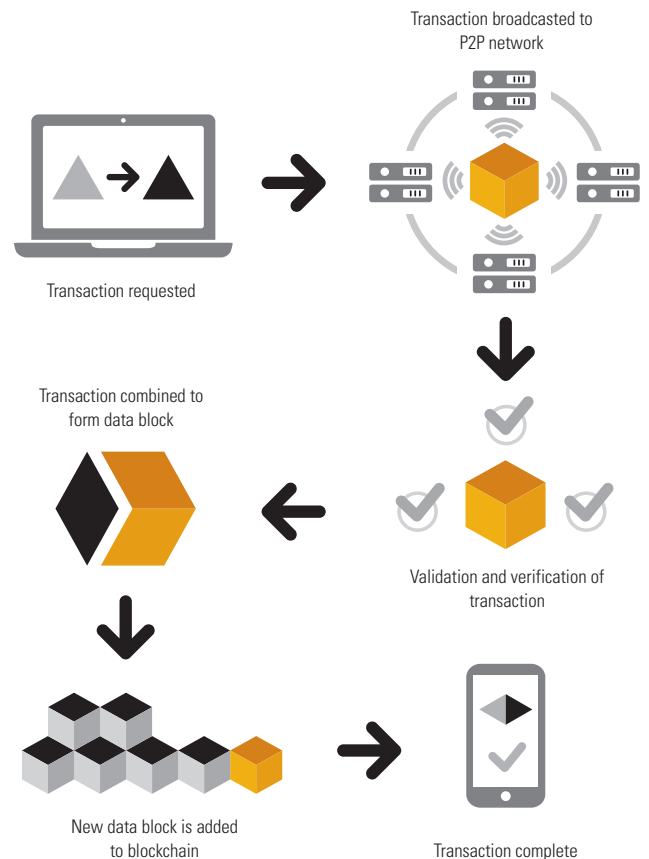 Transaction broadcasted to
P2P network
Transaction requested
Validation and verification of
transaction
Transaction combined to
form data block
New data block is added
to blockchain
Transaction complete